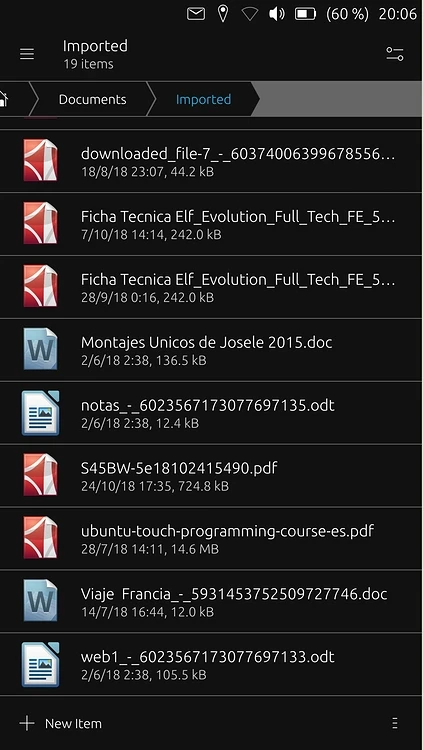 (60 %) 20:06
Imported
19 items
Documents
Imported
downloaded_file-7_-_60374006399678556...
18/8/18 23:07, 44.2 kB
Ficha Tecnica Elf_Evolution_Full_Tech_FE_5...
7/10/18 14:14, 242.0 kB
Ficha Tecnica Elf_Evolution_Full_Tech_FE_5...
28/9/18 0:16, 242.0 kB
W
Montajes Unicos de Josele 2015.doc
2/6/18 2:38, 136.5 kB
notas_-_6023567173077697135.odt
2/6/18 2:38, 12.4 kB
S45BW-5e18102415490.pdf
24/10/18 17:35, 724.8 kB
ubuntu-touch-programming-course-es.pdf
28/7/18 14:11, 14.6 MB
W
Viaje  Francia_-_5931453752509727746.doc
14/7/18 16:44, 12.0 kB
web1_-_6023567173077697133.odt
2/6/18 2:38, 105.5 kB
New Item